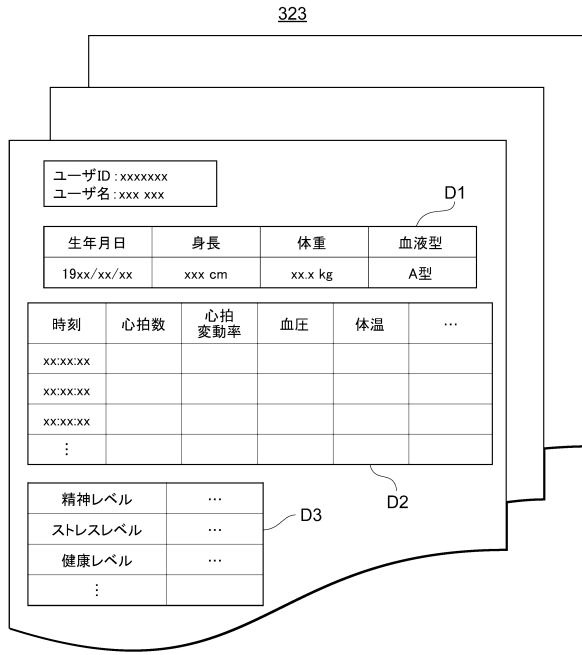 323
ユーザID：xxxxxxx
ユーザ名：xxx xxx
D1
生年月日 身長 体重 血液型
19xx/xx/xx xxx cm xx.x kg A型
時刻 心拍数 心拍 変動率 血圧 体温 …
xx:xx:xx
xx:xx:xx
xx:xx:xx
⋮
D2
精神レベル …
D3
ストレスレベル …
健康レベル …
⋮